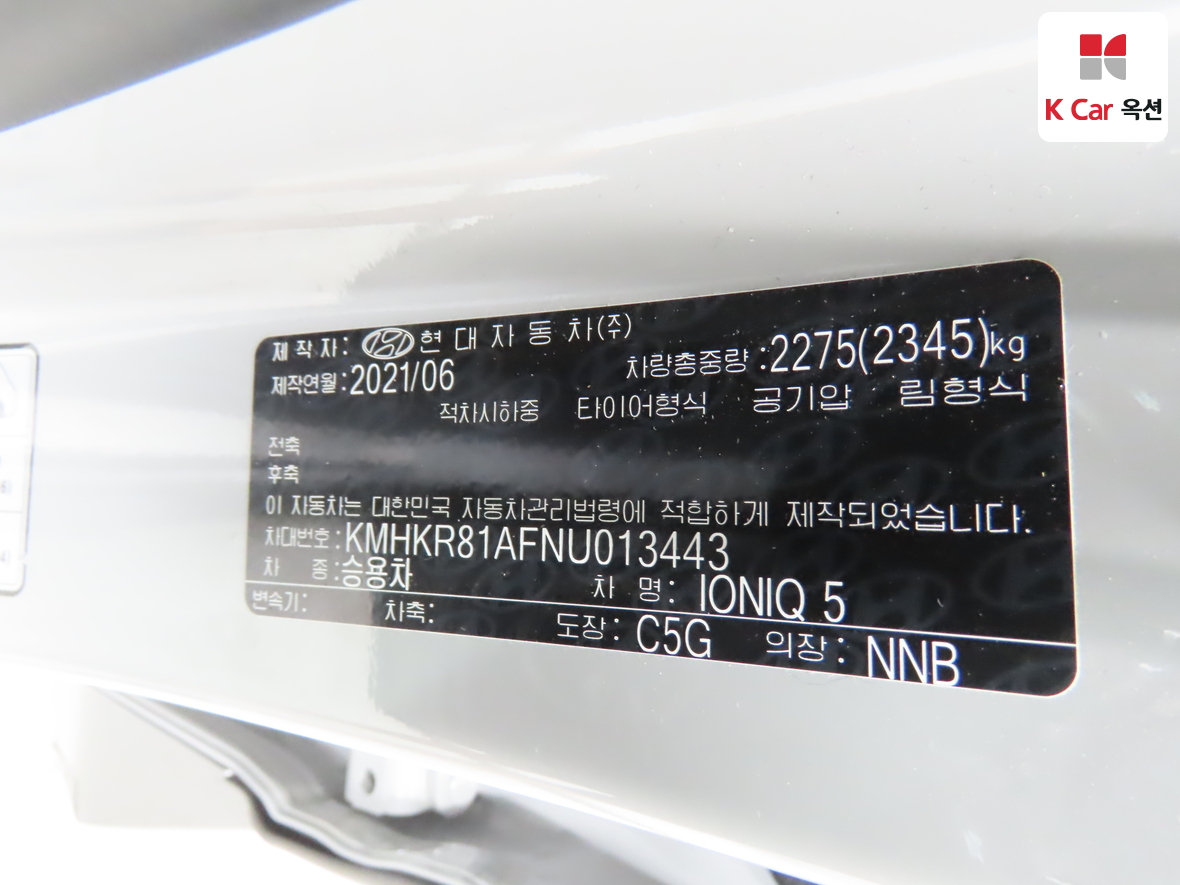 K Car 옥션
제작자: 현대자동차(주)
제작연월:2021/06 차량총중량:2275(2345)kg
적차시하중 타이어형식 공기압 림형식
전축
후축
이 자동차는 대한민국 자동차관리법령에 적합하게 제작되었습니다.
차대번호:KMHKR81AFNU013443
차 종:승용차 차 명: IONIQ 5
변속기: 차축: 도장: C5G 의장: NNB